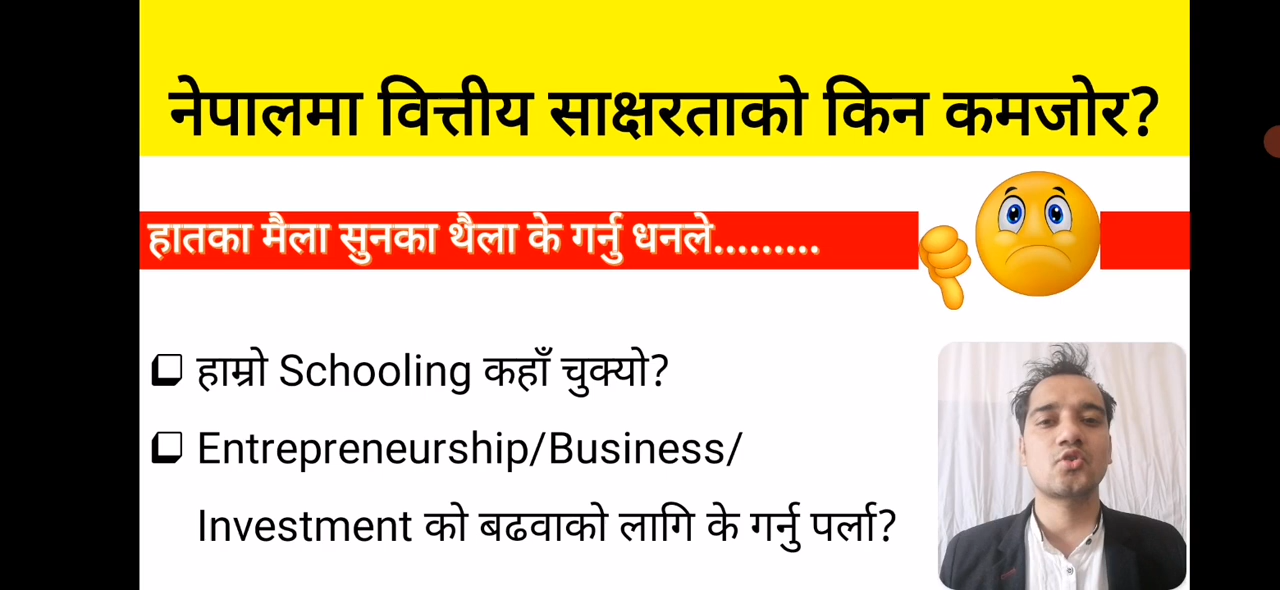 नेपालमा वित्तीय साक्षरताको किन कमजोर?
हातका मैला सुनका थैला के गर्नु धनले.........
हाम्रो Schooling कहाँ चुक्यो?
Entrepreneurship/Business/
Investment को बढवाको लागि के गर्नु पर्ला?